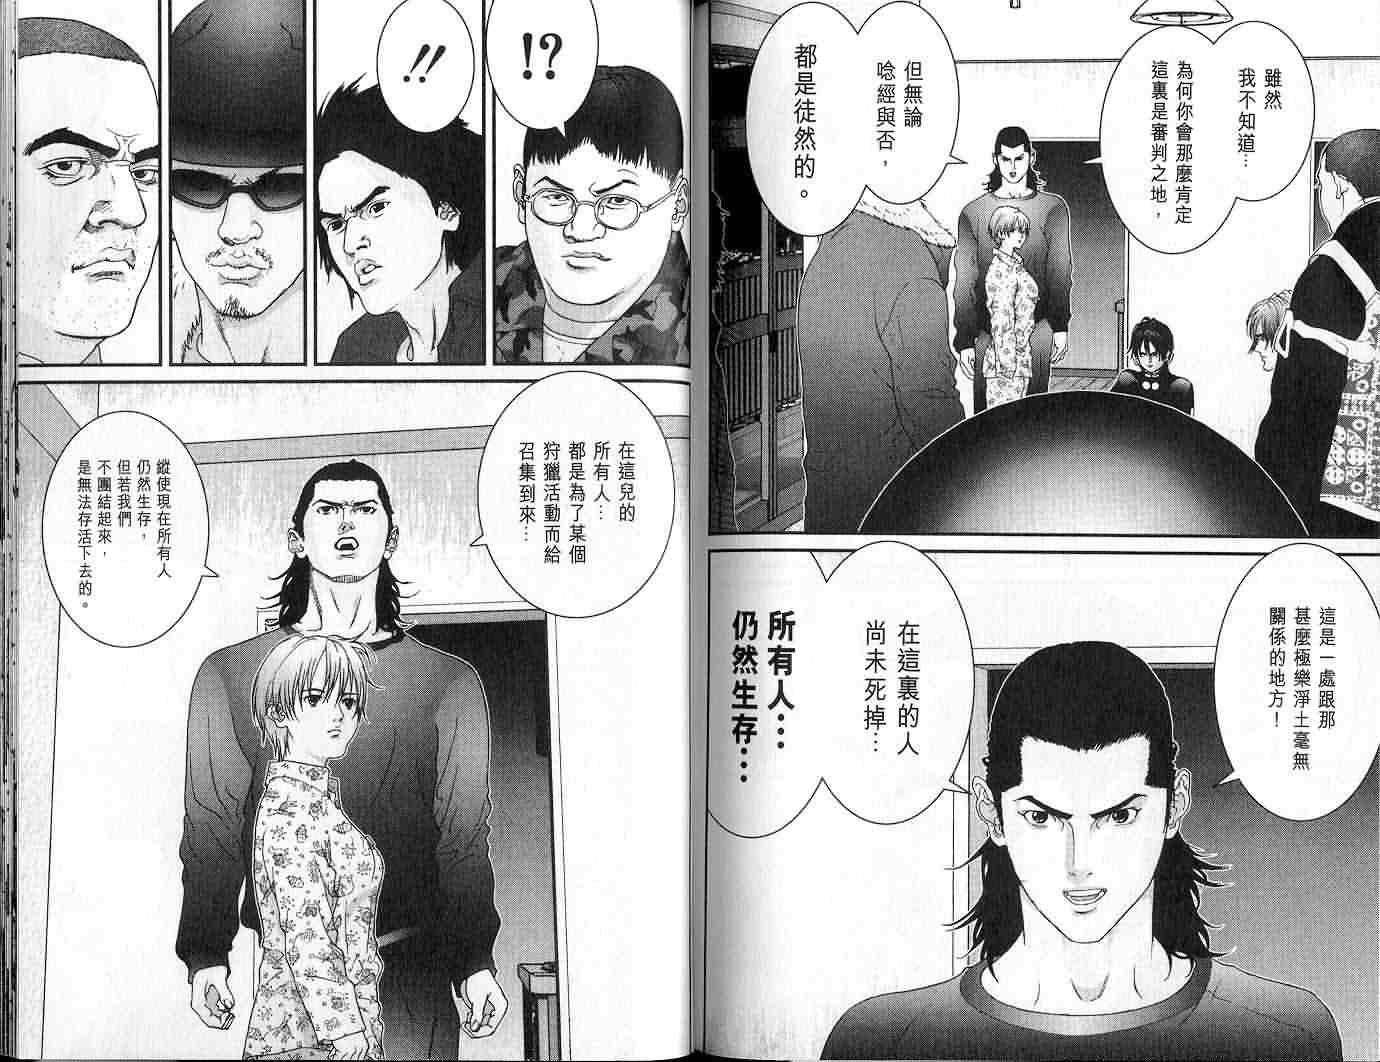 雖然
我不知道…
為何你會那麼肯定
這裏是審判之地，
但無論
唸經與否，
都是徒然的。
這是一處跟那
甚麼極樂淨土毫無
關係的地方！
在這裏的人
尚未死掉…
所有人…
仍然生存…
!?
!!
在這兒的
所有人…
都是為了某個
狩獵活動而給
召集到來…
縱使現在所有人
仍然生存，
但若我們
不團結起來，
是無法存活下去的。